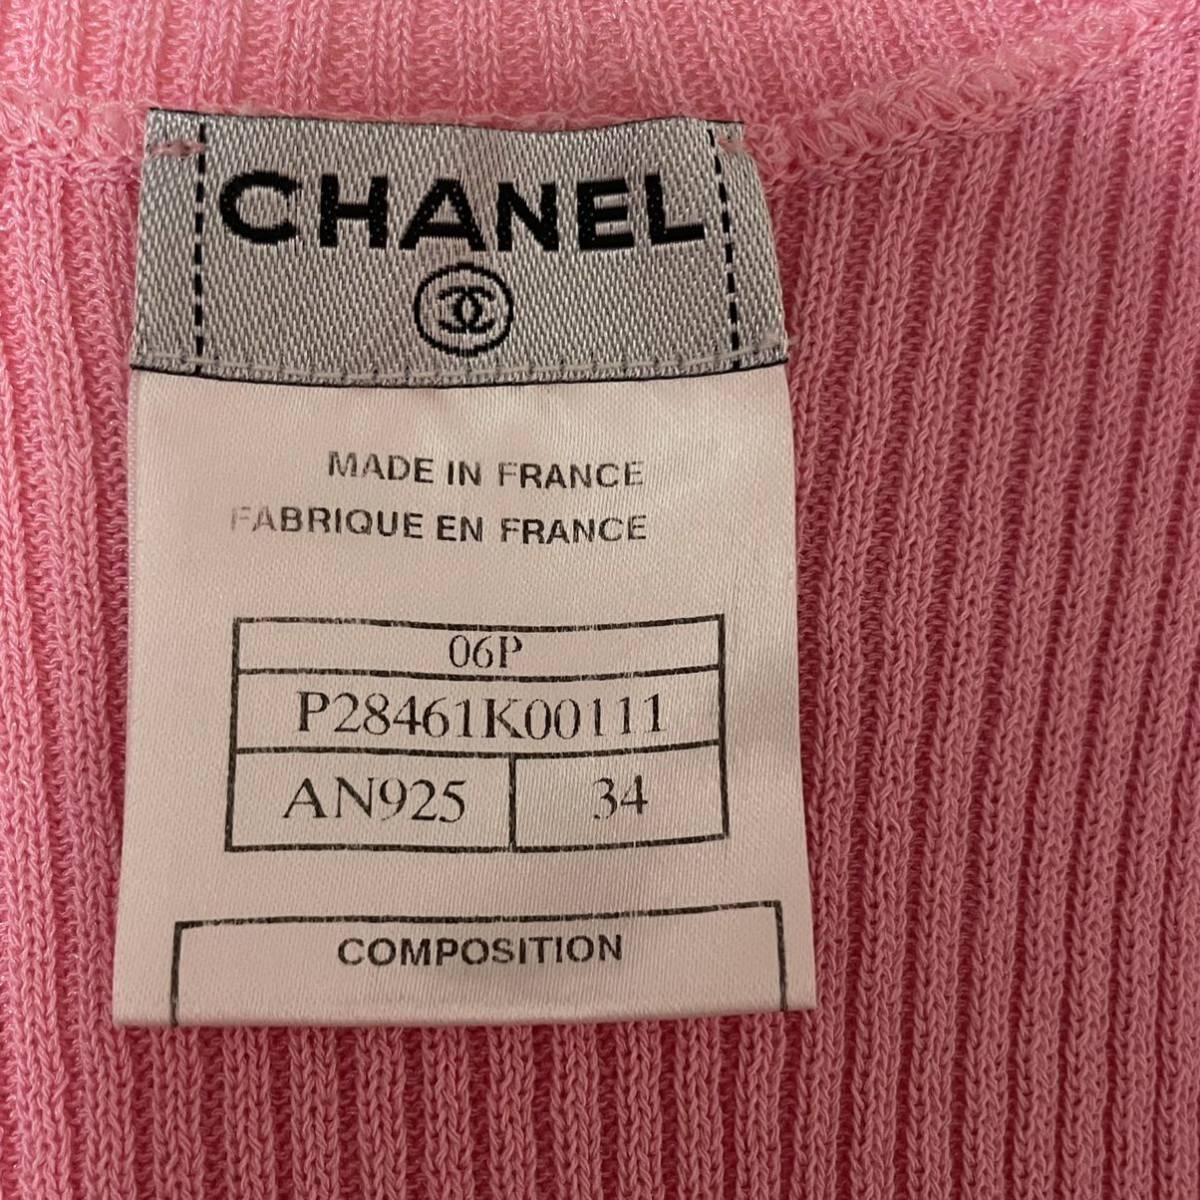 CHANEL
MADE IN FRANCE
FABRIQUE EN FRANCE
06P
P28461K00111
AN925 34
COMPOSITION